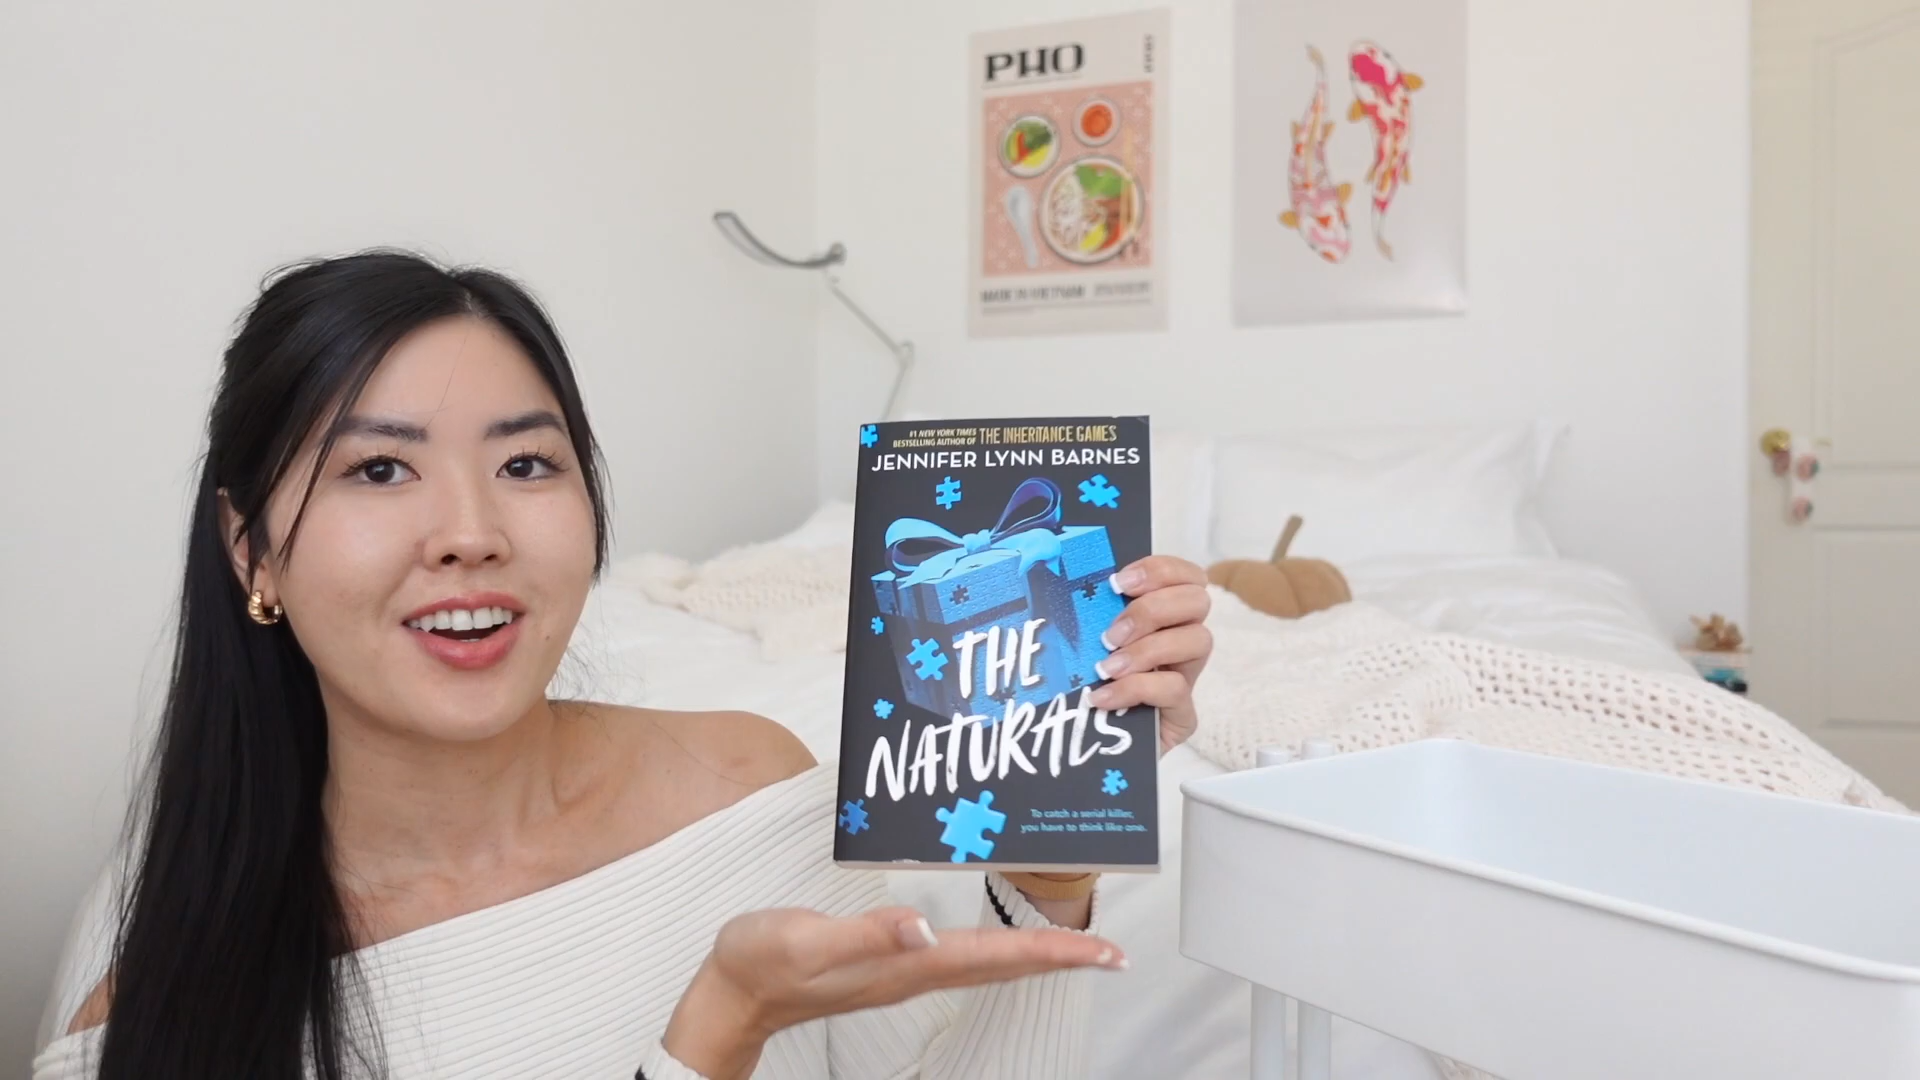 PHO
MADE IN VIETNAM
#1 NEW YORK TIMES
BESTSELLING AUTHOR OF THE INHERITANCE GAMES
JENNIFER LYNN BARNES
THE
NATURALS
To catch a serial killer,
you have to think like one.